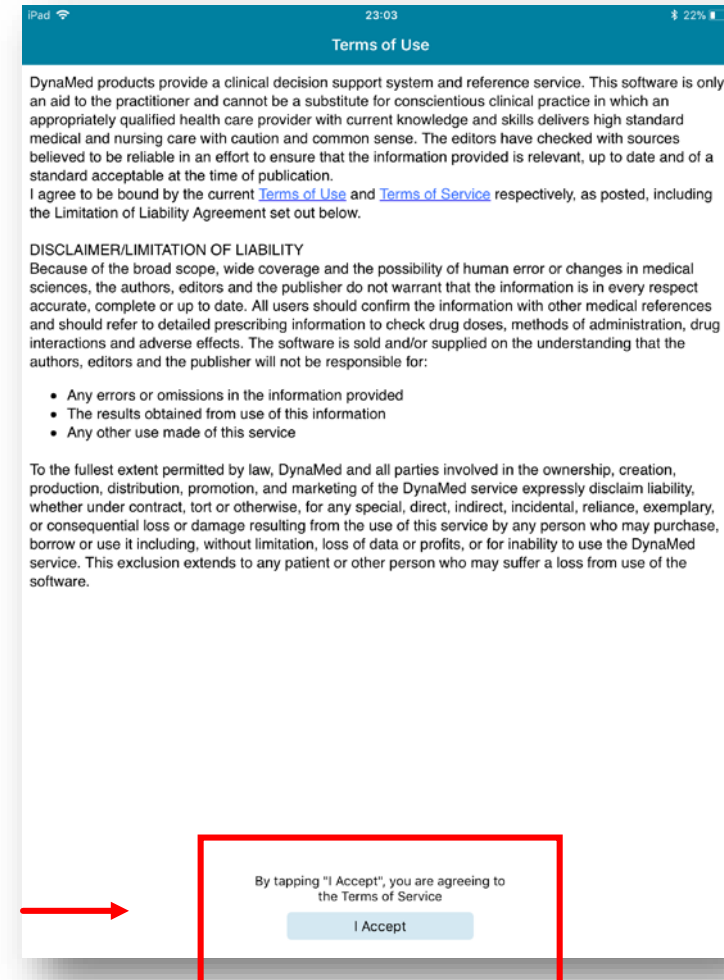 iPad 23:03 22%
Terms of Use
DynaMed products provide a clinical decision support system and reference service. This software is only
an aid to the practitioner and cannot be a substitute for conscientious clinical practice in which an
appropriately qualified health care provider with current knowledge and skills delivers high standard
medical and nursing care with caution and common sense. The editors have checked with sources
believed to be reliable in an effort to ensure that the information provided is relevant, up to date and of a
standard acceptable at the time of publication.
I agree to be bound by the current Terms of Use and Terms of Service respectively, as posted, including
the Limitation of Liability Agreement set out below.
DISCLAIMER/LIMITATION OF LIABILITY
Because of the broad scope, wide coverage and the possibility of human error or changes in medical
sciences, the authors, editors and the publisher do not warrant that the information is in every respect
accurate, complete or up to date. All users should confirm the information with other medical references
and should refer to detailed prescribing information to check drug doses, methods of administration, drug
interactions and adverse effects. The software is sold and/or supplied on the understanding that the
authors, editors and the publisher will not be responsible for:
• Any errors or omissions in the information provided
• The results obtained from use of this information
• Any other use made of this service
To the fullest extent permitted by law, DynaMed and all parties involved in the ownership, creation,
production, distribution, promotion, and marketing of the DynaMed service expressly disclaim liability,
whether under contract, tort or otherwise, for any special, direct, indirect, incidental, reliance, exemplary,
or consequential loss or damage resulting from the use of this service by any person who may purchase,
borrow or use it including, without limitation, loss of data or profits, or for inability to use the DynaMed
service. This exclusion extends to any patient or other person who may suffer a loss from use of the
software.
By tapping "I Accept", you are agreeing to
the Terms of Service
I Accept